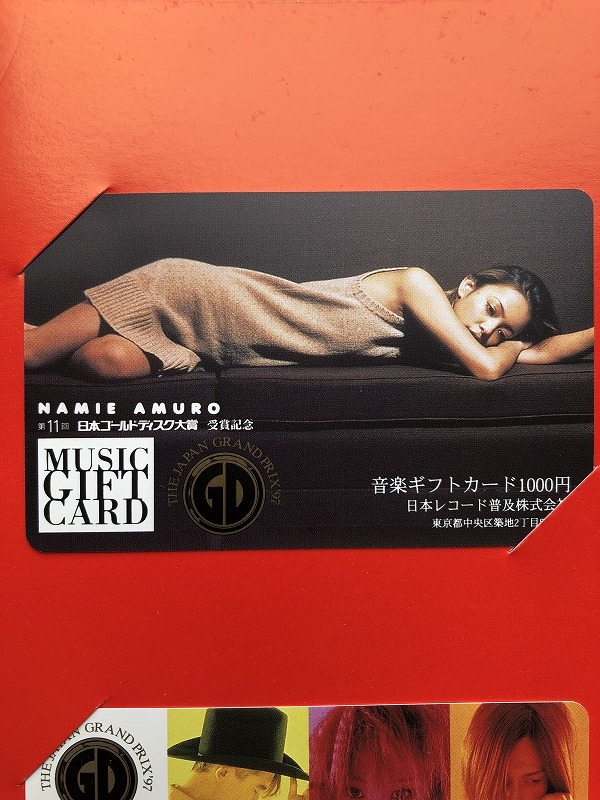 NAMIE AMURO
第11回 日本ゴールドディスク大賞 受賞記念
MUSIC
GIFT
CARD
THE JAPAN GRAND PRIX '97
GD
音楽ギフトカード1000円
日本レコード普及株式会
東京都中央区築地2丁目
THE JAPAN GRAND PRIX '97
GD